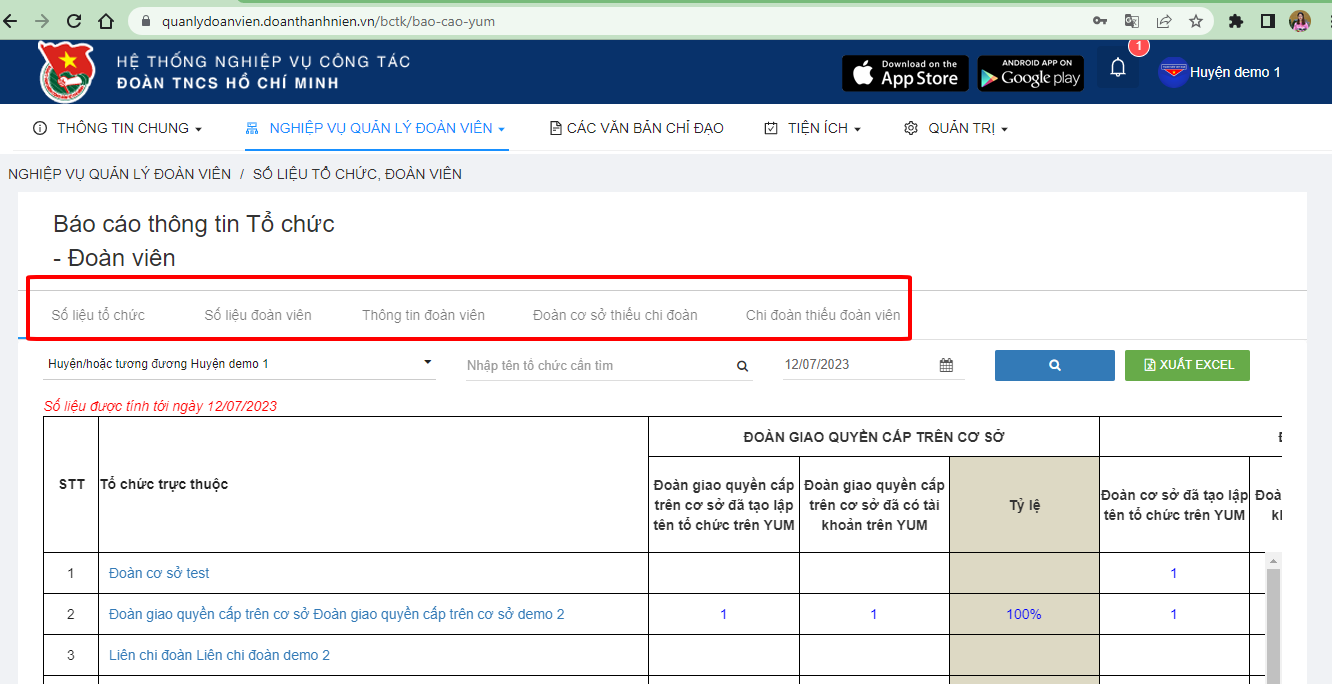 quanlydoanvien.doanthanhnien.vn/bctk/bao-cao-yum
HỆ THỐNG NGHIỆP VỤ CÔNG TÁC
ĐOÀN TNCS HỒ CHÍ MINH
Download on the
App Store
ANDROID APP ON
Google play
1
Huyện demo 1
THÔNG TIN CHUNG
NGHIỆP VỤ QUẢN LÝ ĐOÀN VIÊN
CÁC VĂN BẢN CHỈ ĐẠO
TIỆN ÍCH
QUẢN TRỊ
NGHIỆP VỤ QUẢN LÝ ĐOÀN VIÊN / SỐ LIỆU TỔ CHỨC, ĐOÀN VIÊN
Báo cáo thông tin Tổ chức
- Đoàn viên
Số liệu tổ chức
Số liệu đoàn viên
Thông tin đoàn viên
Đoàn cơ sở thiếu chi đoàn
Chi đoàn thiếu đoàn viên
Huyện/hoặc tương đương Huyện demo 1
Nhập tên tổ chức cần tìm
12/07/2023
XUẤT EXCEL
Số liệu được tính tới ngày 12/07/2023
STT
Tổ chức trực thuộc
ĐOÀN GIAO QUYỀN CẤP TRÊN CƠ SỞ
Đoàn giao quyền cấp
trên cơ sở đã tạo lập
tên tổ chức trên YUM
Đoàn giao quyền cấp
trên cơ sở đã có tài
khoản trên YUM
Tỷ lệ
Đoàn cơ sở đã tạo lập
tên tổ chức trên YUM
1 Đoàn cơ sở test 1
2 Đoàn giao quyền cấp trên cơ sở Đoàn giao quyền cấp trên cơ sở demo 2 1 1 100% 1
3 Liên chi đoàn Liên chi đoàn demo 2